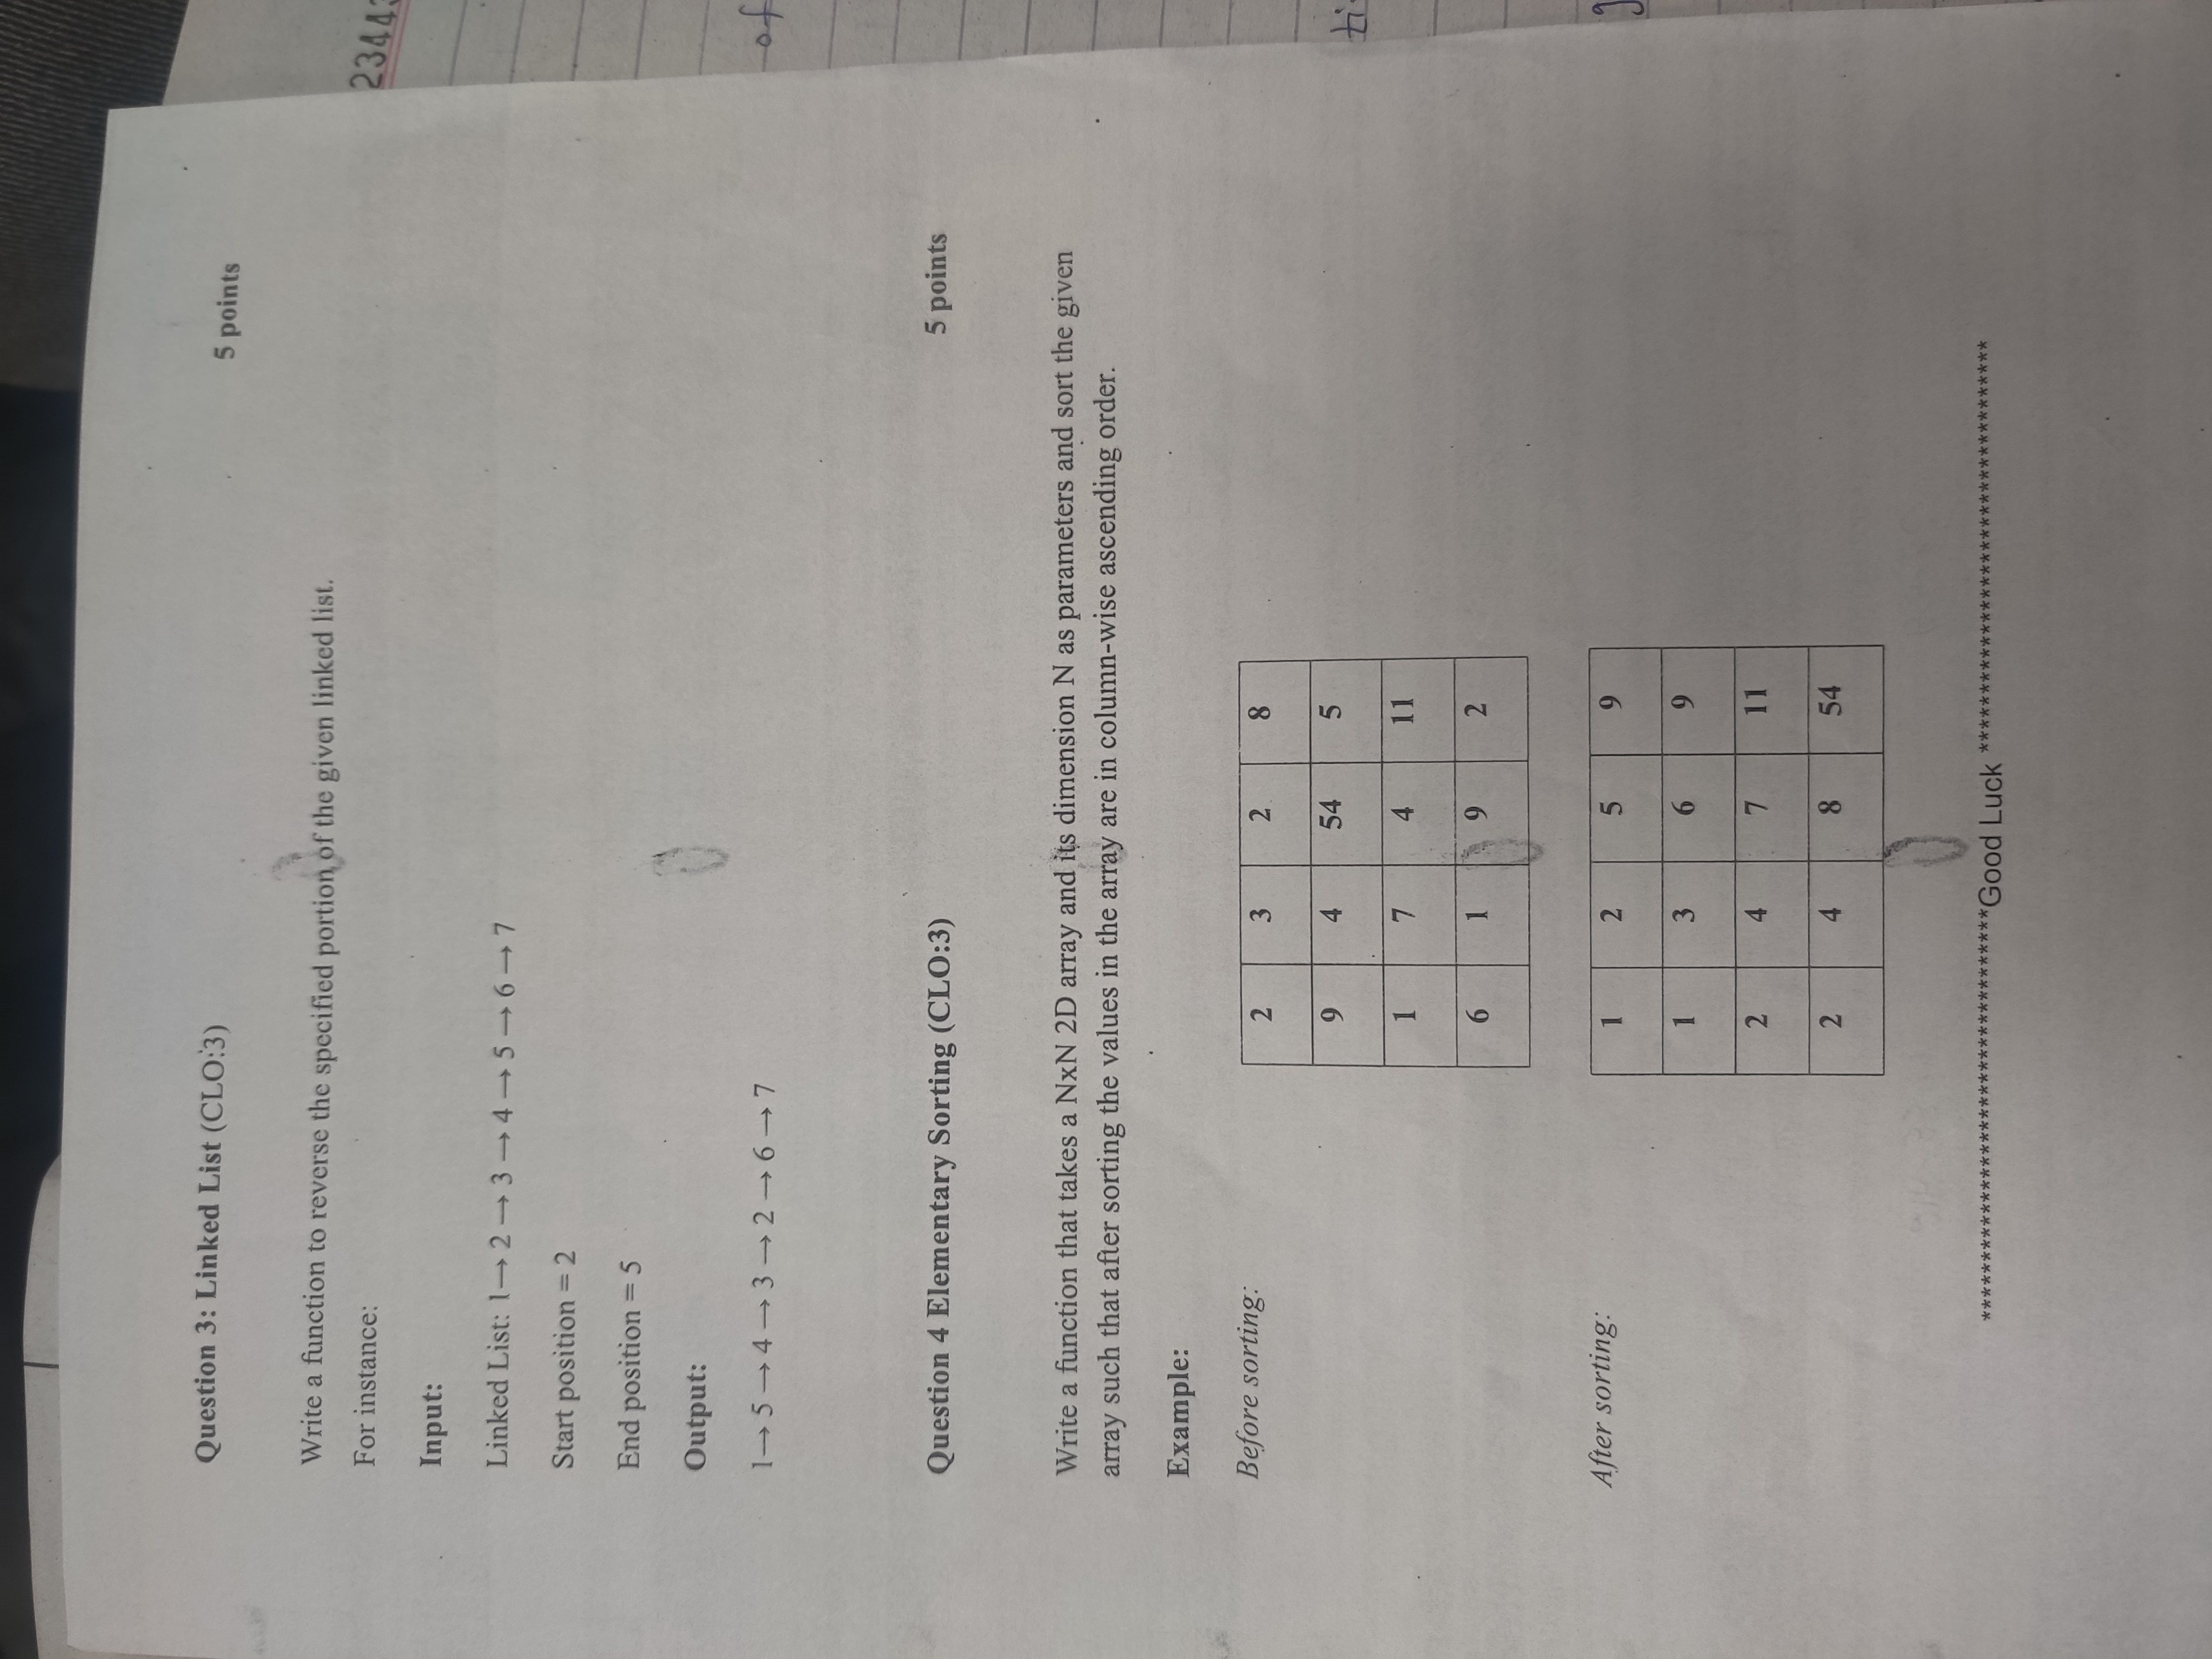 Question 3: Linked List (CLO:3) 5 points
Write a function to reverse the specified portion of the given linked list.
For instance:
Input:
Linked List: 1→2→3→4→5→6→7
Start position = 2
End position = 5
Output:
1→5→4→3→2→6→7
Question 4 Elementary Sorting (CLO:3) 5 points
Write a function that takes a NxN 2D array and its dimension N as parameters and sort the given
array such that after sorting the values in the array are in column-wise ascending order.
Example:
Before sorting:
2 3 2 8
9 4 54 5
1 7 4 11
6 1 9 2
After sorting:
1 2 5 9
1 3 6 9
2 4 7 11
2 4 8 54
****************************************Good Luck ****************************************
23443
of
ti
g